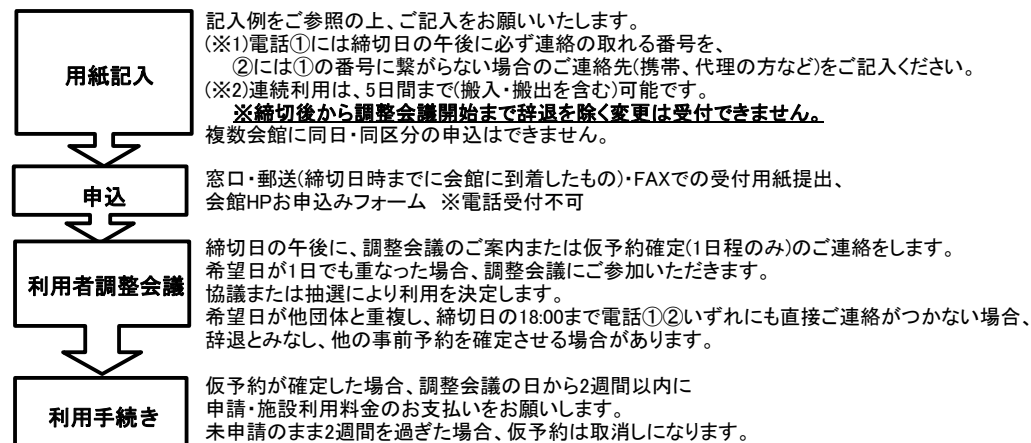 用紙記入
記入例をご参照の上、ご記入をお願いいたします。
(※1)電話①には締切日の午後に必ず連絡の取れる番号を、
②には①の番号に繋がらない場合のご連絡先(携帯、代理の方など)をご記入ください。
(※2)連続利用は、5日間まで(搬入・搬出を含む)可能です。
※締切後から調整会議開始まで辞退を除く変更は受付できません。
複数会館に同日・同区分の申込はできません。
申込
窓口・郵送(締切日時までに会館に到着したもの)・FAXでの受付用紙提出、
会館HPお申込みフォーム ※電話受付不可
利用者調整会議
締切日の午後に、調整会議のご案内または仮予約確定(1日程のみ)のご連絡をします。
希望日が1日でも重なった場合、調整会議にご参加いただきます。
協議または抽選により利用を決定します。
希望日が他団体と重複し、締切日の18:00まで電話①②いずれにも直接ご連絡がつかない場合、
辞退とみなし、他の事前予約を確定させる場合があります。
利用手続き
仮予約が確定した場合、調整会議の日から2週間以内に
申請・施設利用料金のお支払いをお願いします。
未申請のまま2週間を過ぎた場合、仮予約は取消しになります。